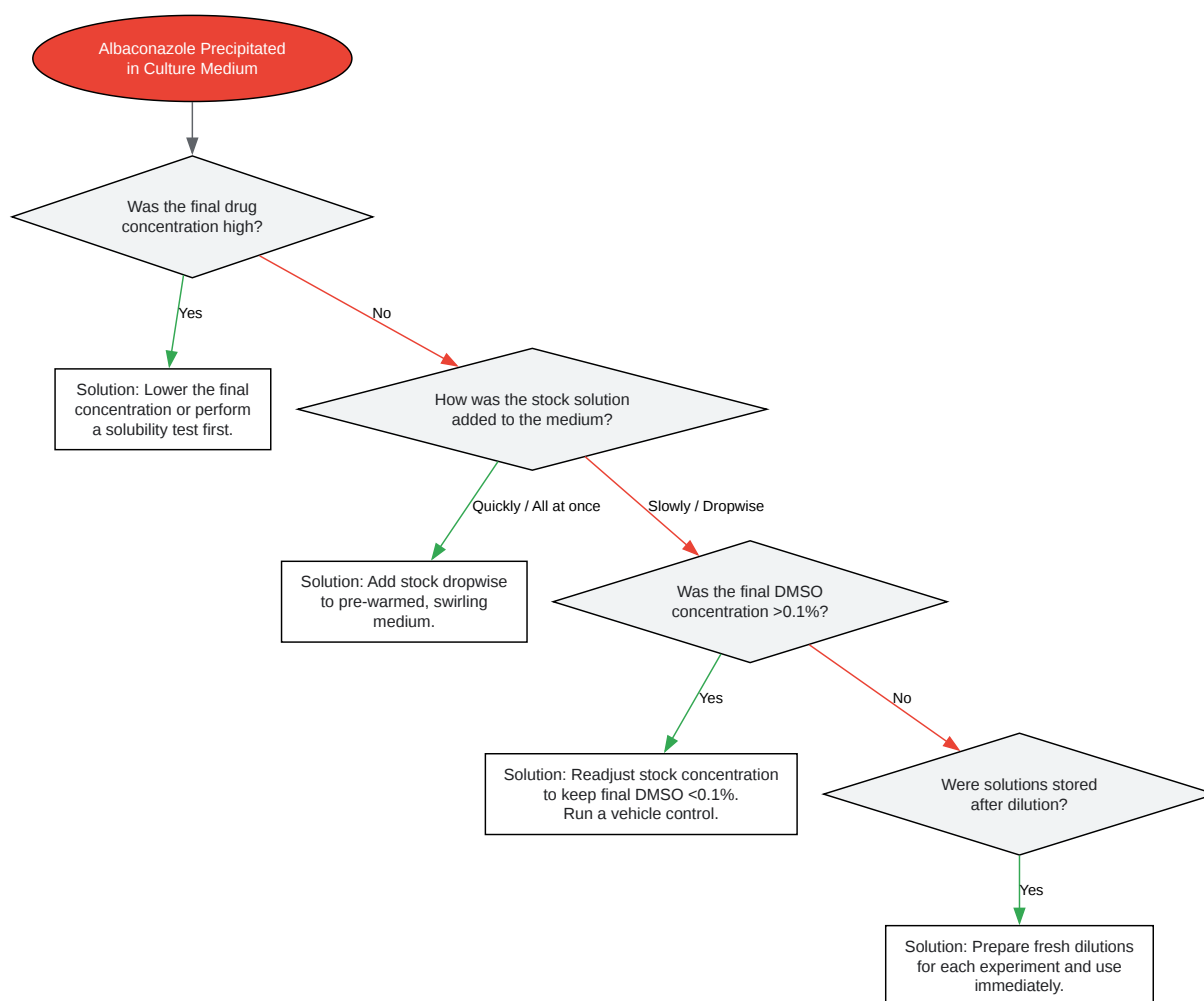 Albaconazole Precipitated
in Culture Medium
Was the final drug
concentration high?
Yes
No
Solution: Lower the final
concentration or perform
a solubility test first.
How was the stock solution
added to the medium?
Quickly / All at once
Slowly / Dropwise
Solution: Add stock dropwise
to pre-warmed, swirling
medium.
Was the final DMSO
concentration >0.1%?
Yes
No
Solution: Readjust stock concentration
to keep final DMSO <0.1%.
Run a vehicle control.
Were solutions stored
after dilution?
Yes
Solution: Prepare fresh dilutions
for each experiment and use
immediately.